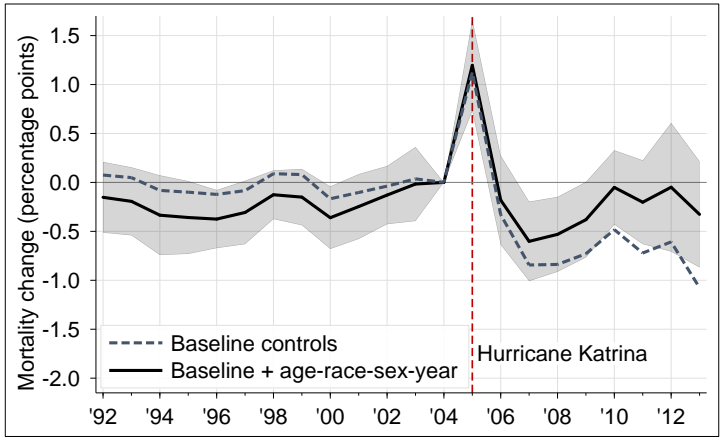 Mortality change (percentage points)
1.5
1.0
0.5
0.0
-0.5
-1.0
-1.5
-2.0
Baseline controls
Baseline + age-race-sex-year
Hurricane Katrina
'92 '94 '96 '98 '00 '02 '04 '06 '08 '10 '12